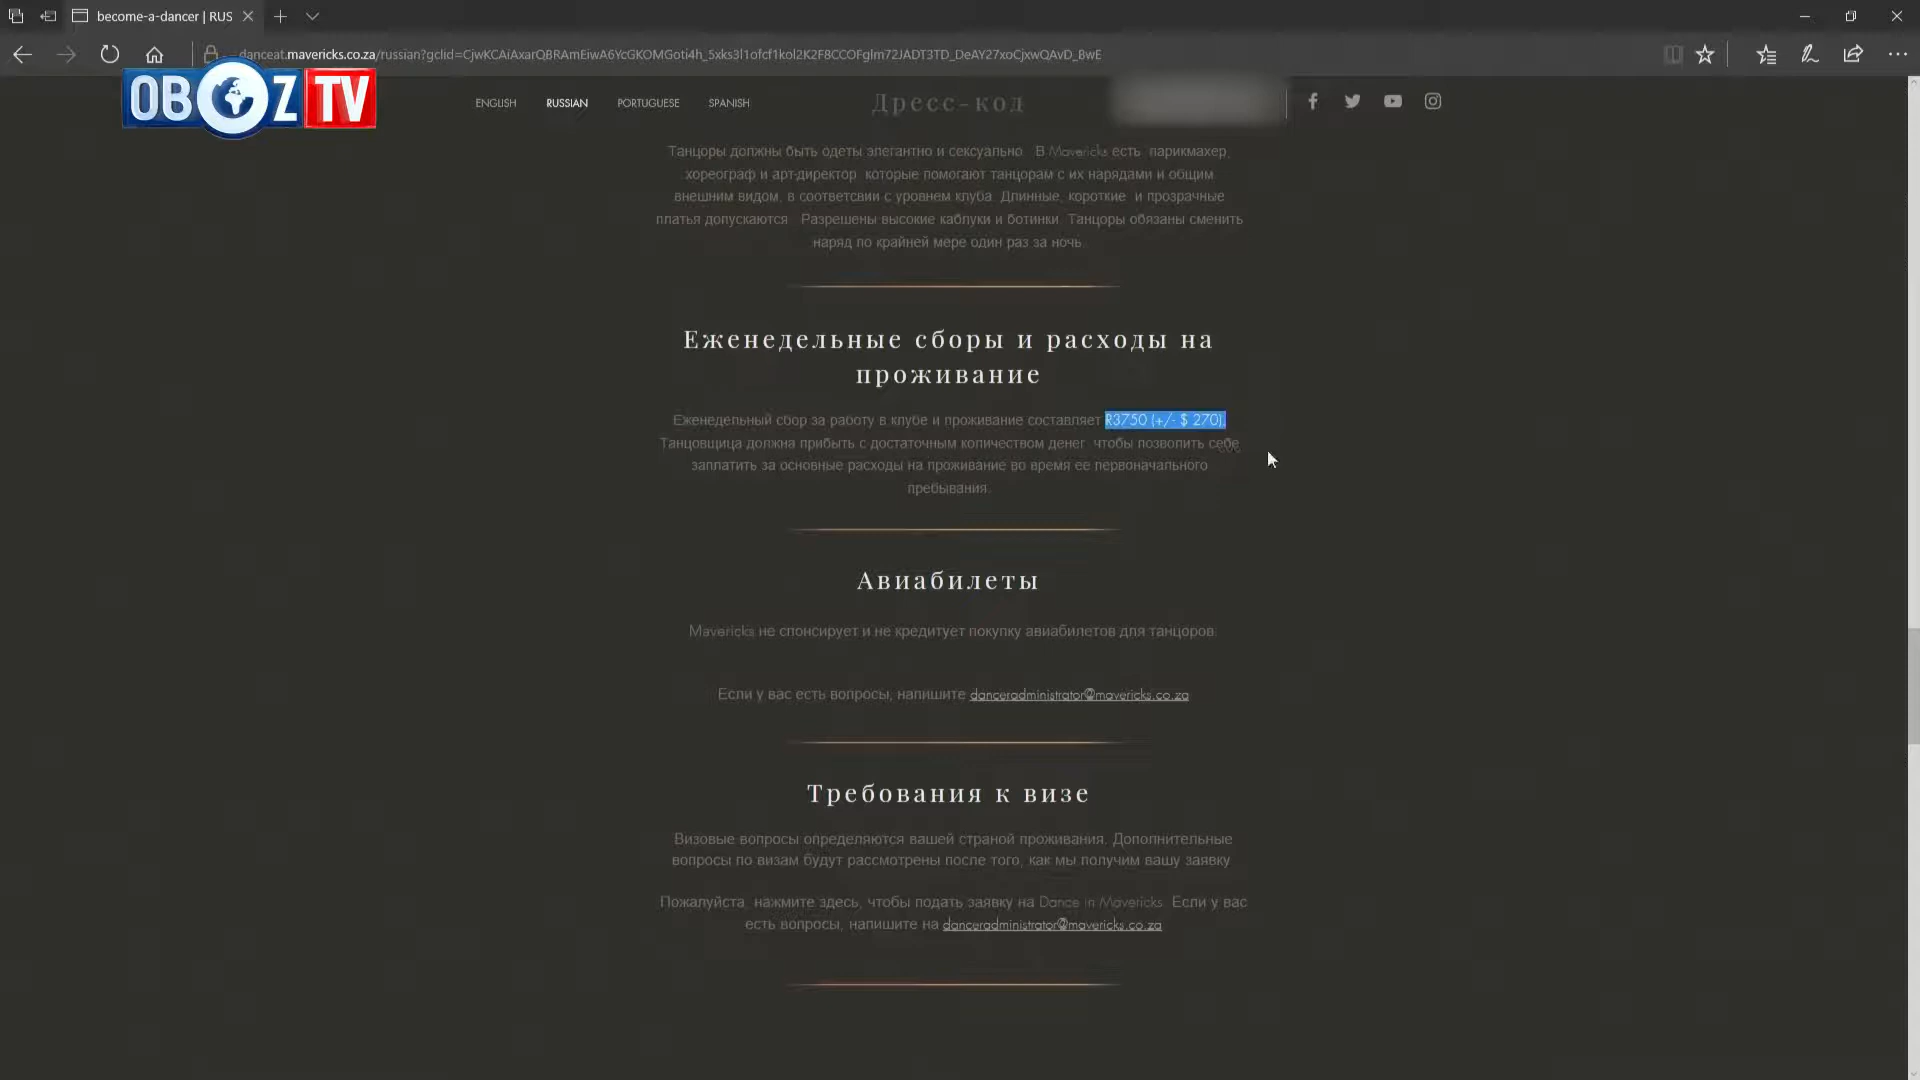 become-a-dancer | RUS
danceat.mavericks.co.za/russian?gclid=CjwKCAiAxarQBRAmEiwA6YcGKOMGoti4h_5xks3l1ofcf1kol2K2F8CCOFglm72JADT3TD_DeAY27xoCjxwQAvD_BwE
OBOZ TV
ENGLISH RUSSIAN PORTUGUESE SPANISH
Дресс-код
Танцоры должны быть одеты элегантно и сексуально. В Mavericks есть парикмахер,
хореограф и арт-директор которые помогают танцорам с их нарядами и общим
внешним видом, в соответсвии с уровнем клуба. Длинные, короткие и прозрачные
платья допускаются. Разрешены высокие каблуки и ботинки. Танцоры обязаны сменить
наряд по крайней мере один раз за ночь.
Еженедельные сборы и расходы на
проживание
Еженедельный сбор за работу в клубе и проживание составляет R3750 (+/- $ 270).
Танцовщица должна прибыть с достаточным количеством денег чтобы позволить себе
заплатить за основные расходы на проживание во время ее первоначального
пребывания.
Авиабилеты
Mavericks не спонсирует и не кредитует покупку авиабилетов для танцоров.
Если у вас есть вопросы, напишите danceradministrator@mavericks.co.za
Требования к визе
Визовые вопросы определяются вашей страной проживания. Дополнительные
вопросы по визам будут рассмотрены после того, как мы получим вашу заявку
Пожалуйста, нажмите здесь, чтобы подать заявку на Dance in Mavericks. Если у вас
есть вопросы, напишите на danceradministrator@mavericks.co.za